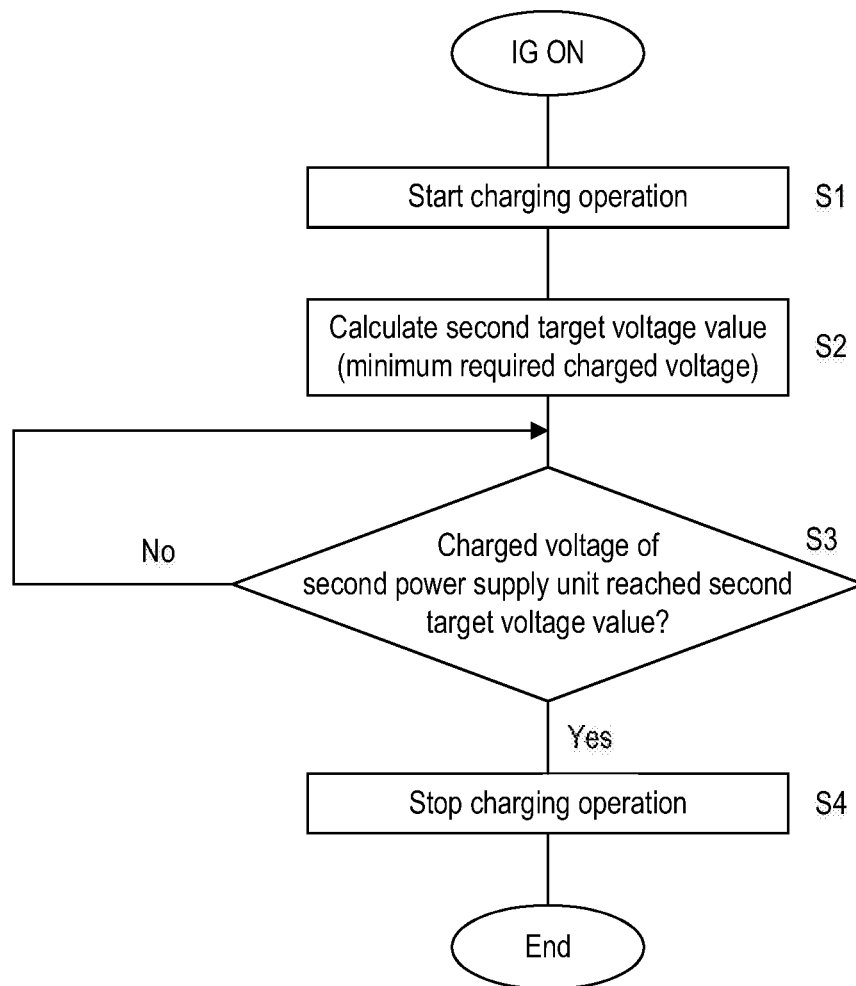 IG ON
Start charging operation
S1
Calculate second target voltage value
(minimum required charged voltage)
S2
No
Charged voltage of
second power supply unit reached second
target voltage value?
S3
Yes
Stop charging operation
S4
End